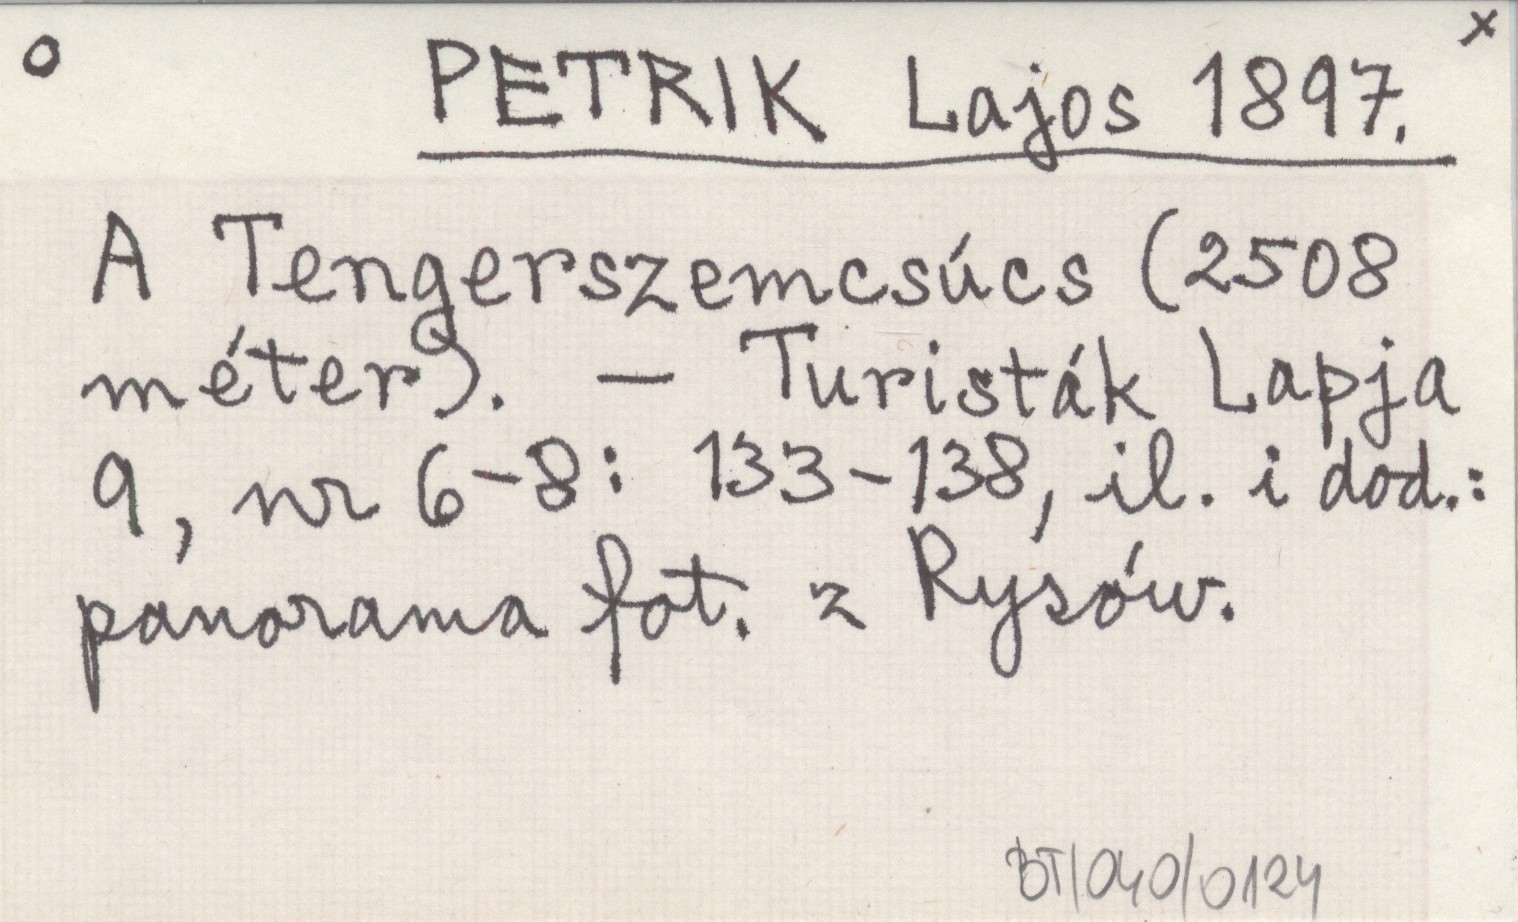 o
x
PETRIK Lajos 1897.
A Tengerszemcsúcs (2508
méter). – Turisták Lapja
9, nr 6–8: 133–138, il. i dod.:
panorama fot. z Rysów.
BT/040/0124